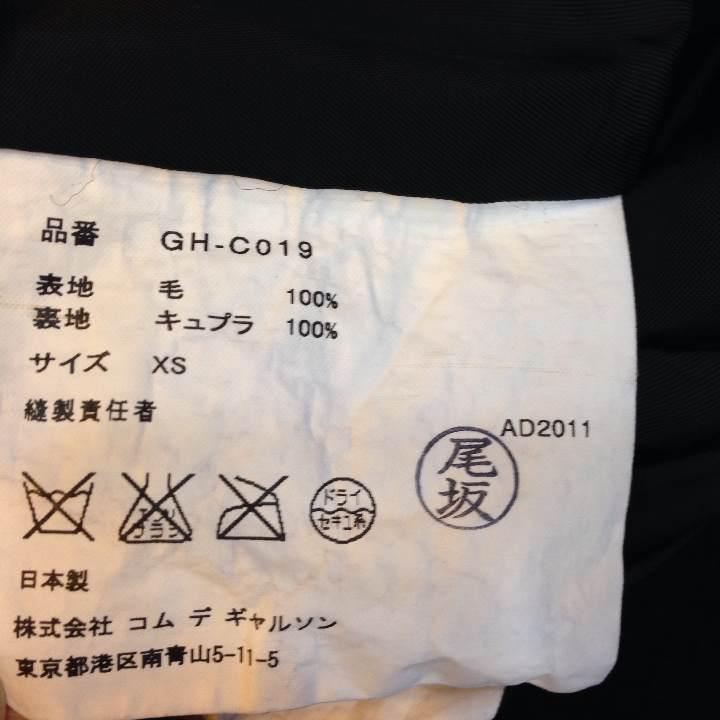 品番 GH-C019
表地 毛 100%
裏地 キュプラ 100%
サイズ XS
縫製責任者
AD2011
尾坂
エンソ
ドライ
セキユ系
日本製
株式会社 コム デ ギャルソン
東京都港区南青山5-11-5